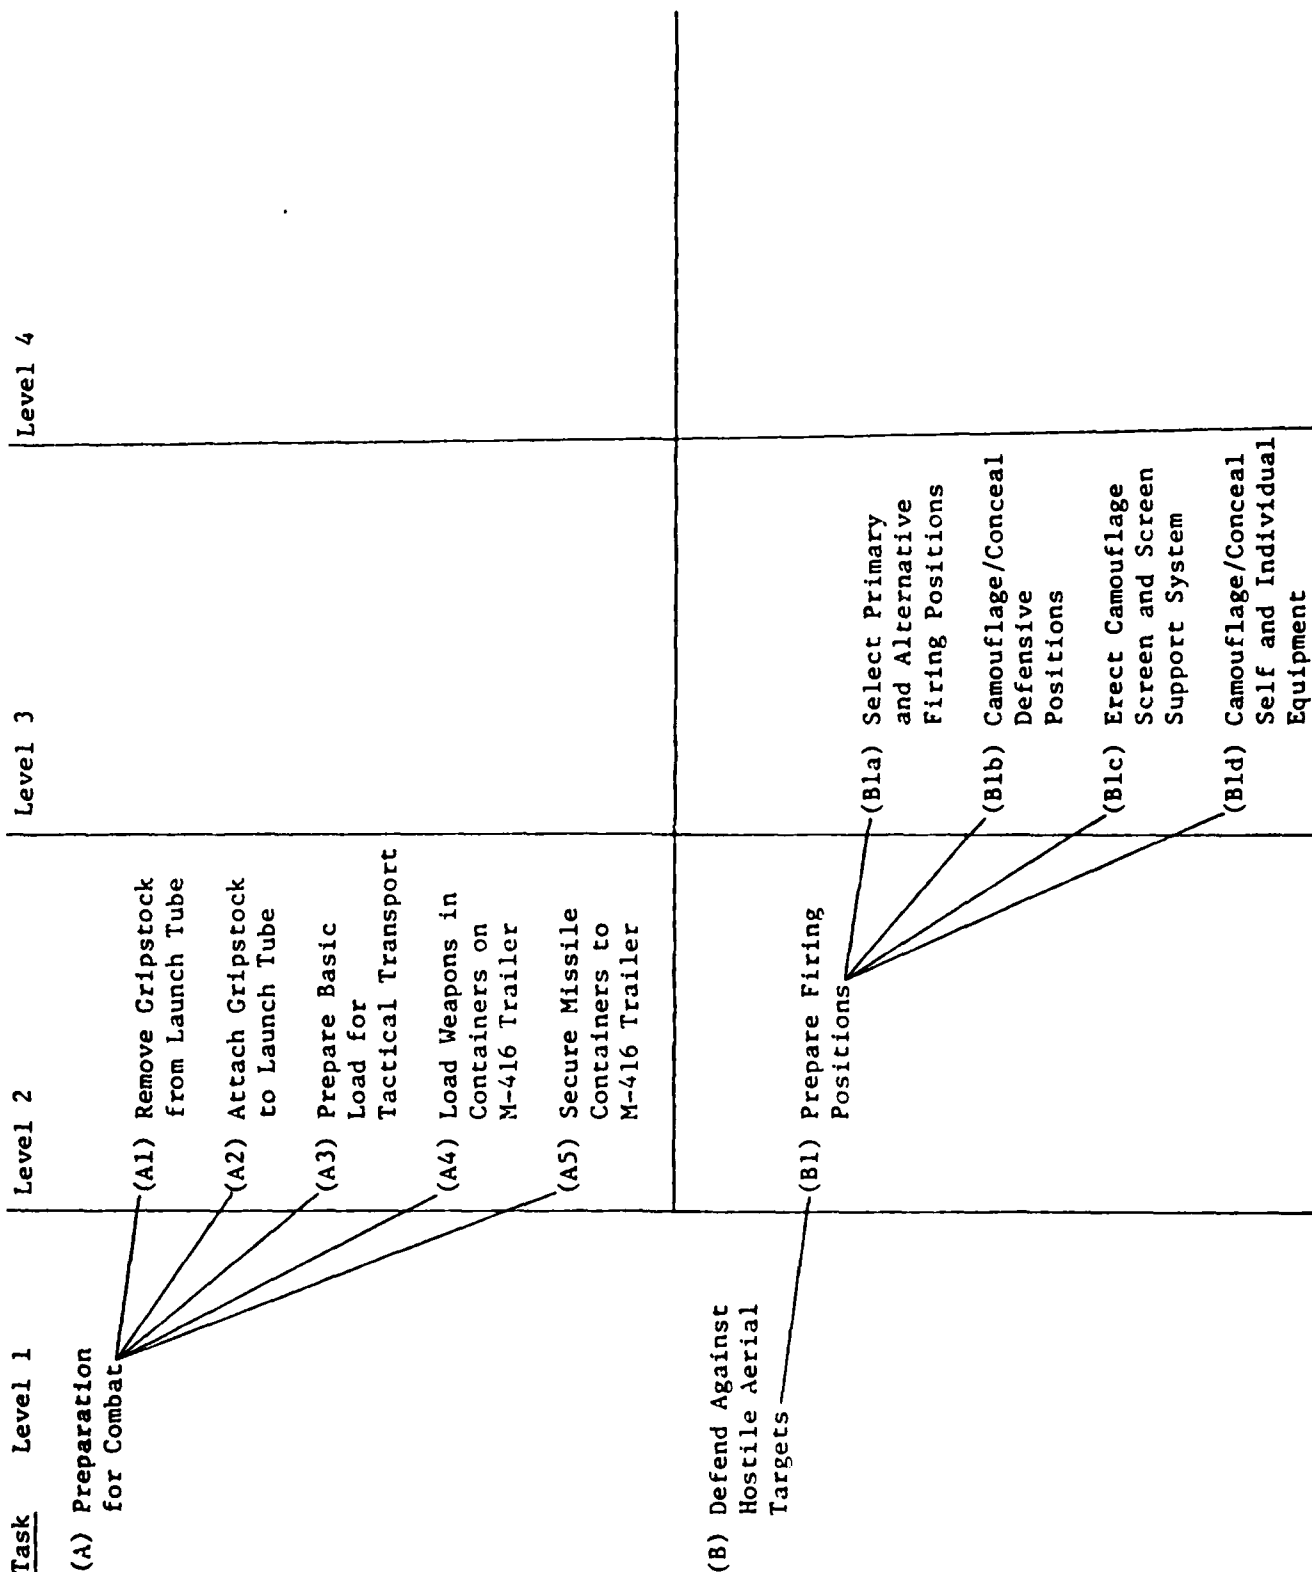 Task Level 1 Level 2 Level 3 Level 4
(A) Preparation
for Combat
(A1) Remove Gripstock
from Launch Tube
(A2) Attach Gripstock
to Launch Tube
(A3) Prepare Basic
Load for
Tactical Transport
(A4) Load Weapons in
Containers on
M-416 Trailer
(A5) Secure Missile
Containers to
M-416 Trailer
(B) Defend Against
Hostile Aerial
Targets
(B1) Prepare Firing
Positions
(B1a) Select Primary
and Alternative
Firing Positions
(B1b) Camouflage/Conceal
Defensive
Positions
(B1c) Erect Camouflage
Screen and Screen
Support System
(B1d) Camouflage/Conceal
Self and Individual
Equipment